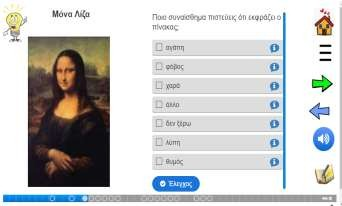 Μόνα Λίζα
Ποιο συναίσθημα πιστεύεις ότι εκφράζει ο
πίνακας;
αγάπη
φόβος
χαρά
άλλο
δεν ξέρω
λύπη
θυμός
Έλεγχος